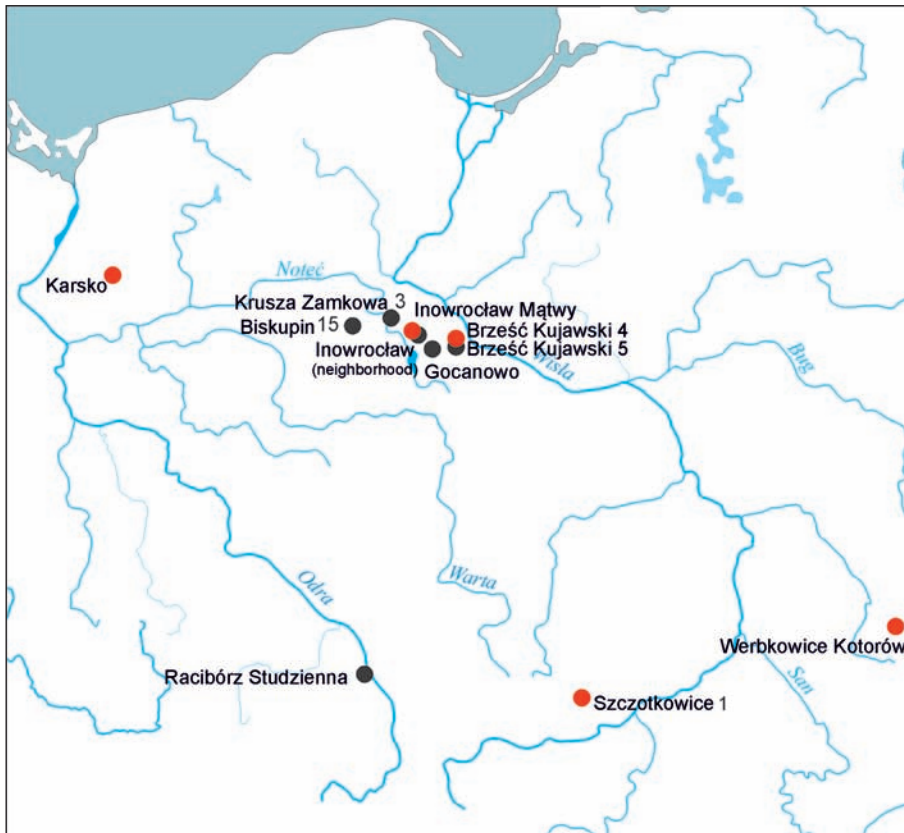 Noteć
Karsko
Krusza Zamkowa 3
Inowrocław Mątwy
Biskupin 15
Brześć Kujawski 4
Inowrocław
(neighborhood)
Brześć Kujawski 5
Gocanowo
Wisla
Bug
Odra
Warta
Werbkowice Kotorów
San
Racibórz Studzienna
Szczotkowice 1